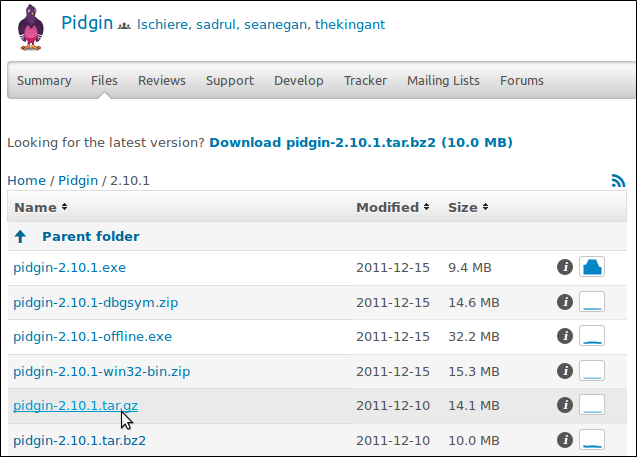 Pidgin lschiere, sadrul, seanegan, thekingant
Summary Files Reviews Support Develop Tracker Mailing Lists Forums
Looking for the latest version? Download pidgin-2.10.1.tar.bz2 (10.0 MB)
Home / Pidgin / 2.10.1
Name Modified Size
Parent folder
pidgin-2.10.1.exe 2011-12-15 9.4 MB i
pidgin-2.10.1-dbgsym.zip 2011-12-15 14.6 MB i
pidgin-2.10.1-offline.exe 2011-12-15 32.2 MB i
pidgin-2.10.1-win32-bin.zip 2011-12-15 15.3 MB i
pidgin-2.10.1.tar.gz 2011-12-10 14.1 MB i
pidgin-2.10.1.tar.bz2 2011-12-10 10.0 MB i